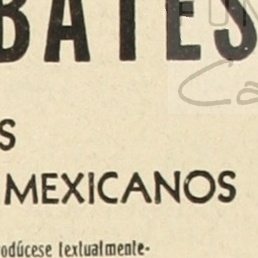 BATES
S
MEXICANOS
odúcese textualmente-